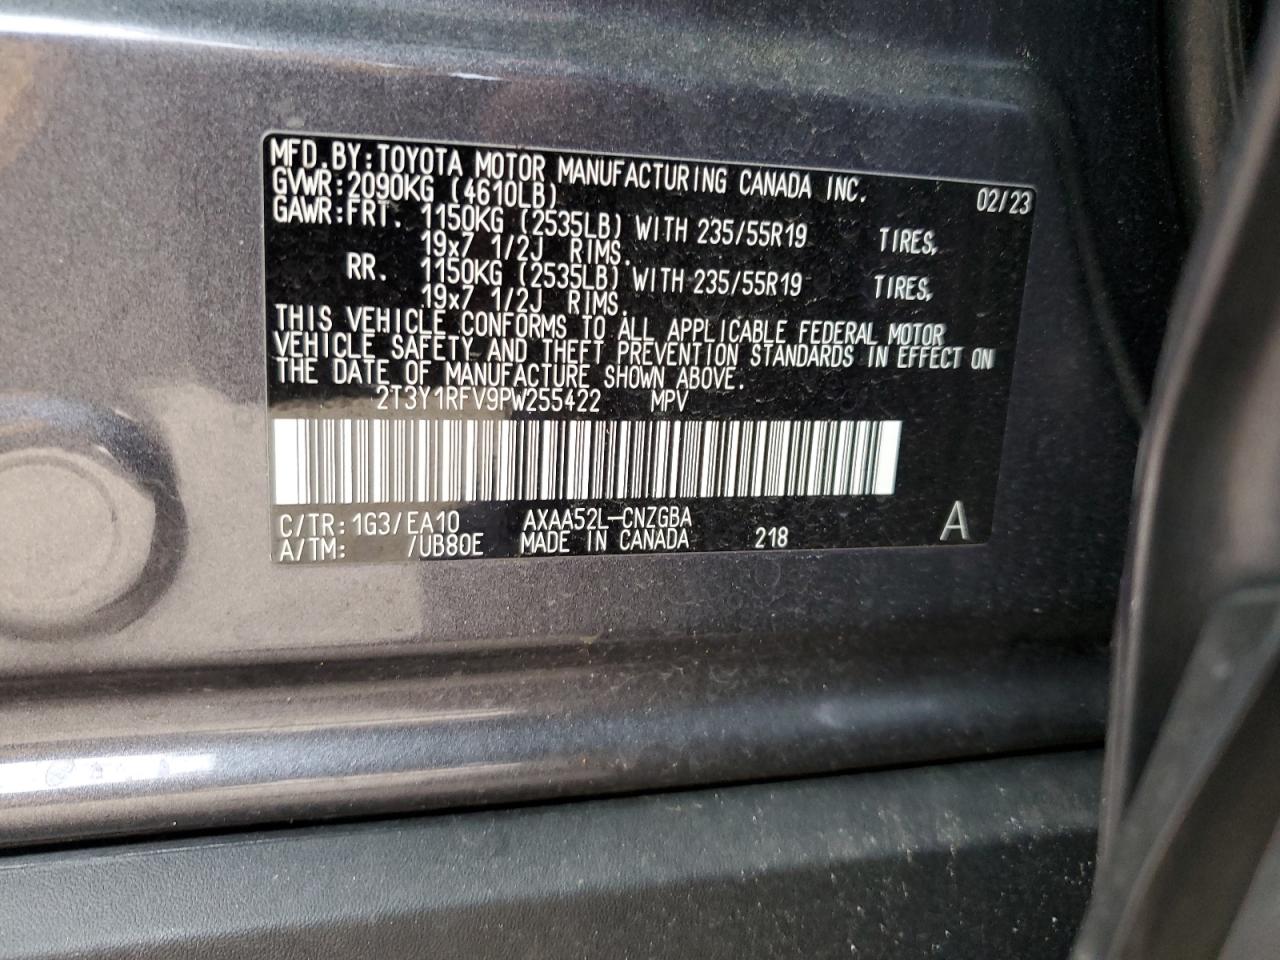 MFD.BY:TOYOTA MOTOR MANUFACTURING CANADA INC. 02/23
GVWR:2090KG (4610LB)
GAWR:FRT. 1150KG (2535LB) WITH 235/55R19 TIRES,
19x7 1/2J RIMS.
RR. 1150KG (2535LB) WITH 235/55R19 TIRES,
19x7 1/2J RIMS.
THIS VEHICLE CONFORMS TO ALL APPLICABLE FEDERAL MOTOR
VEHICLE SAFETY AND THEFT PREVENTION STANDARDS IN EFFECT ON
THE DATE OF MANUFACTURE SHOWN ABOVE.
2T3Y1RFV9PW255422 MPV
C/TR:1G3/EA10 AXAA52L-CNZGBA
A/TM: /UB80E MADE IN CANADA 218 A